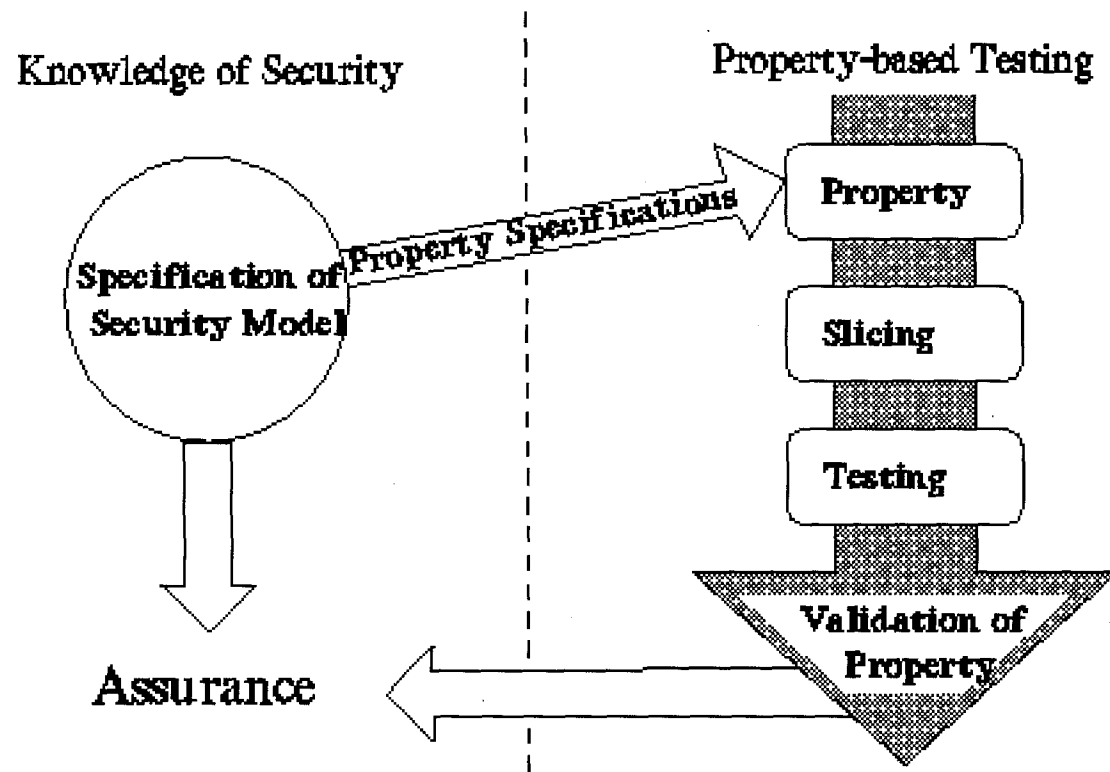 Knowledge of Security
Property-based Testing
Property Specifications
Property
Specification of
Security Model
Slicing
Testing
Validation of
Property
Assurance